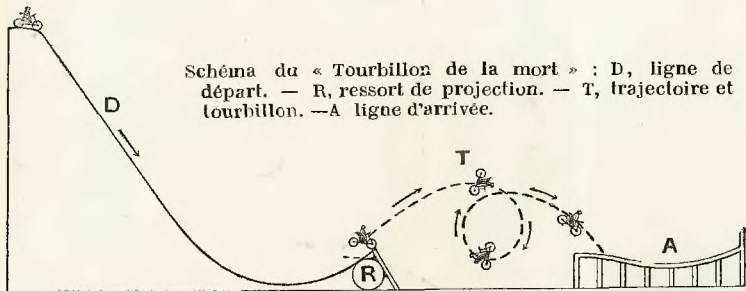 Schéma du « Tourbillon de la mort » : D, ligne de
départ. — R, ressort de projection. — T, trajectoire et
tourbillon. —A ligne d'arrivée.
D
T
R
A